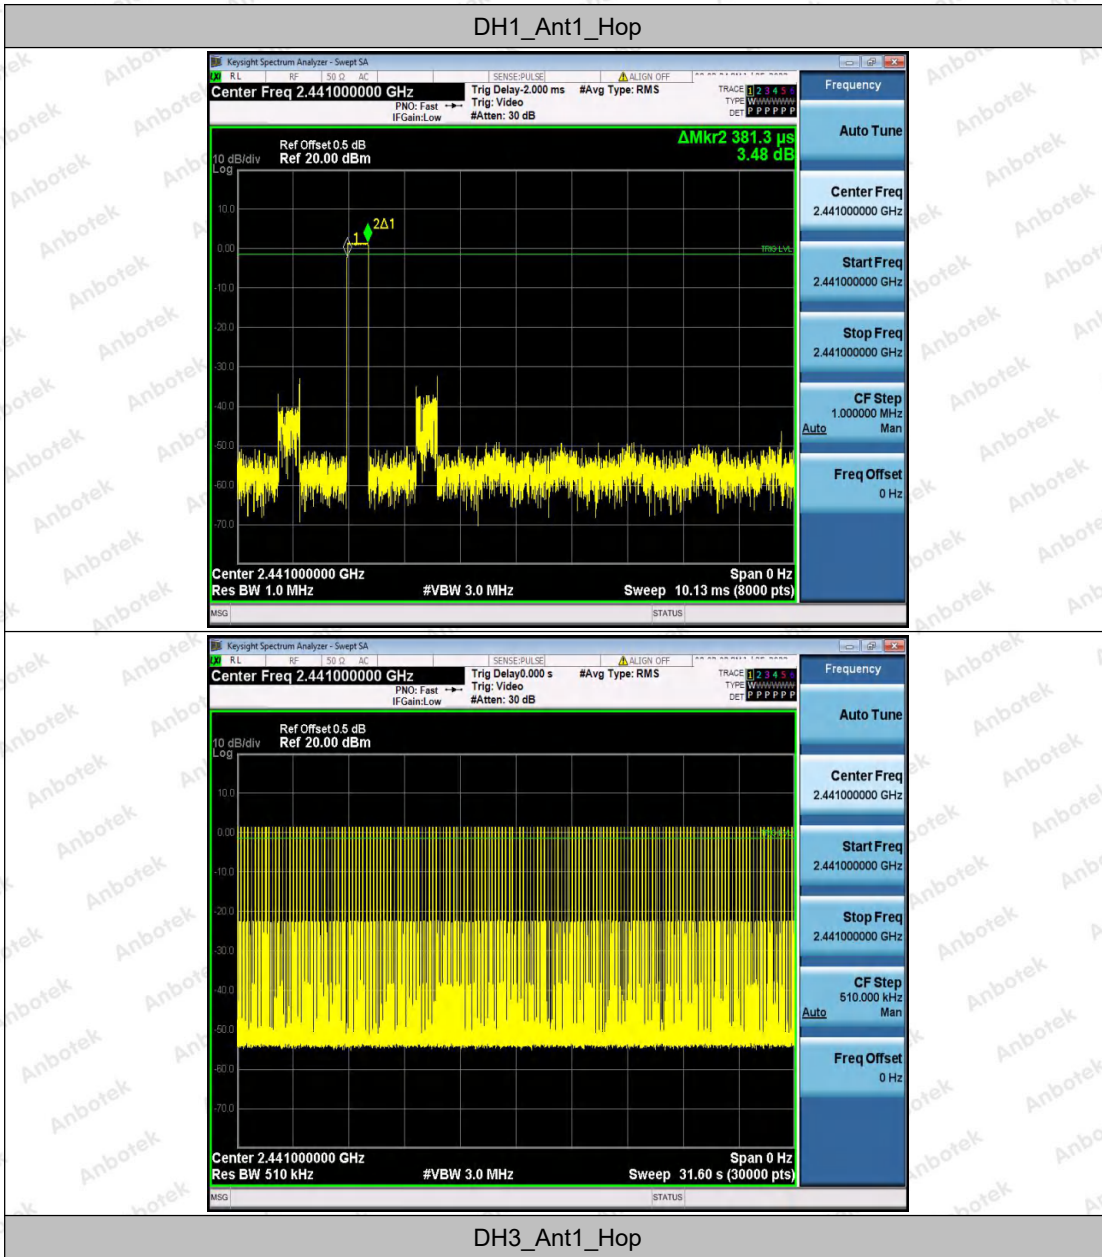 DH1_Ant1_Hop
Keysight Spectrum Analyzer - Swept SA
RL RF 50 Ω AC SENSE:PULSE ALIGN OFF
Center Freq 2.441000000 GHz
PNO: Fast
IFGain:Low
Trig Delay-2.000 ms
Trig: Video
#Atten: 30 dB
#Avg Type: RMS
TRACE 1 2 3 4 5 6
TYPE WWWWWW
DET P P P P P P
Ref Offset 0.5 dB
10 dB/div Ref 20.00 dBm
Log
ΔMkr2 381.3 μs
3.48 dB
10.0
0.00
-10.0
-20.0
-30.0
-40.0
-50.0
-60.0
-70.0
1
2Δ1
TRIG LVL
Center 2.441000000 GHz Span 0 Hz
Res BW 1.0 MHz #VBW 3.0 MHz Sweep 10.13 ms (8000 pts)
MSG STATUS
Frequency
Auto Tune
Center Freq
2.441000000 GHz
Start Freq
2.441000000 GHz
Stop Freq
2.441000000 GHz
CF Step
1.000000 MHz
Auto Man
Freq Offset
0 Hz
Keysight Spectrum Analyzer - Swept SA
RL RF 50 Ω AC SENSE:PULSE ALIGN OFF
Center Freq 2.441000000 GHz
PNO: Fast
IFGain:Low
Trig Delay0.000 s
Trig: Video
#Atten: 30 dB
#Avg Type: RMS
TRACE 1 2 3 4 5 6
TYPE WWWWWW
DET P P P P P P
Ref Offset 0.5 dB
10 dB/div Ref 20.00 dBm
Log
10.0
0.00
-10.0
-20.0
-30.0
-40.0
-50.0
-60.0
-70.0
Center 2.441000000 GHz Span 0 Hz
Res BW 510 kHz #VBW 3.0 MHz Sweep 31.60 s (30000 pts)
MSG STATUS
Frequency
Auto Tune
Center Freq
2.441000000 GHz
Start Freq
2.441000000 GHz
Stop Freq
2.441000000 GHz
CF Step
510.000 kHz
Auto Man
Freq Offset
0 Hz
DH3_Ant1_Hop
Anbotek